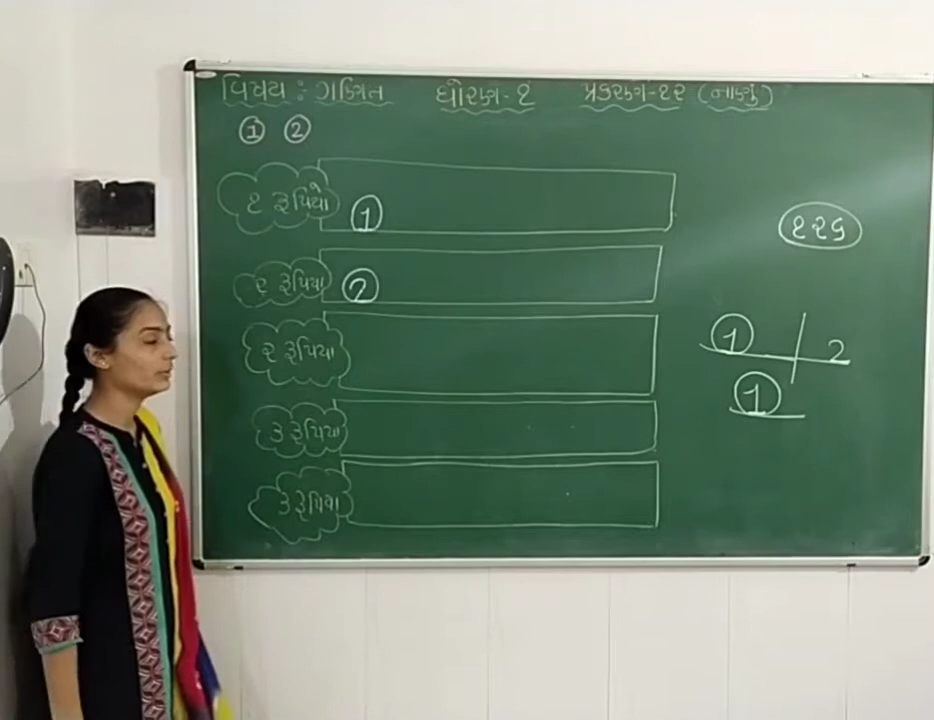 વિષય : ગણિત ધોરણ-૧ પ્રકરણ-૧૨ (નાણું)
1 2
૧ રૂપિયો 1
૨ રૂપિયા 2
૨ રૂપિયા
૩ રૂપિયા
૩ રૂપિયા
૧૨૬
1 / 2
1